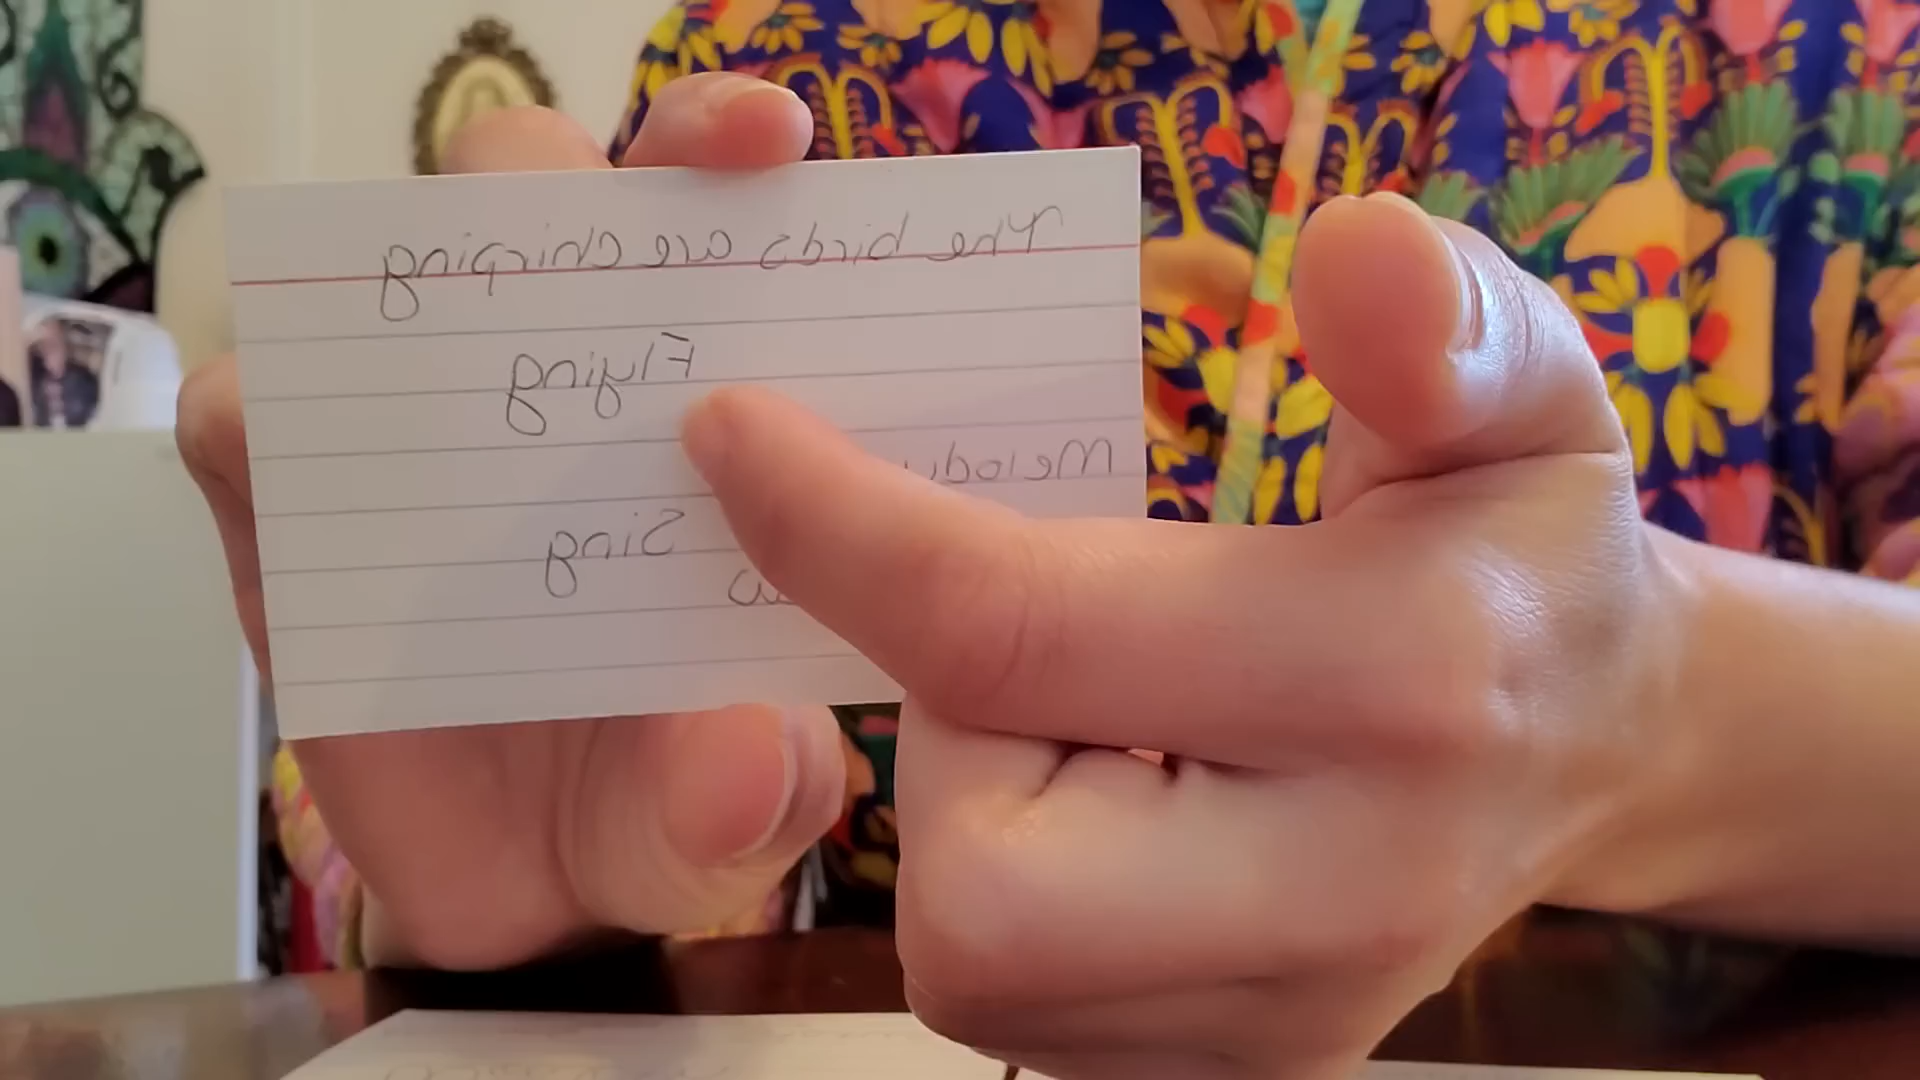 The birds are chirping
Flying
Melody
Sing